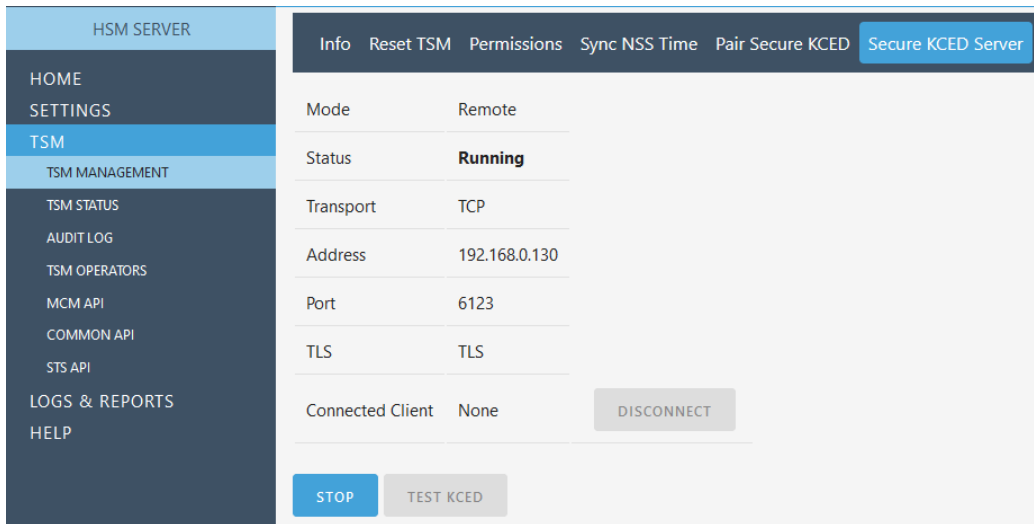 HSM SERVER
HOME
SETTINGS
TSM
TSM MANAGEMENT
TSM STATUS
AUDIT LOG
TSM OPERATORS
MCM API
COMMON API
STS API
LOGS & REPORTS
HELP
Info Reset TSM Permissions Sync NSS Time Pair Secure KCED Secure KCED Server
Mode Remote
Status Running
Transport TCP
Address 192.168.0.130
Port 6123
TLS TLS
Connected Client None DISCONNECT
STOP TEST KCED